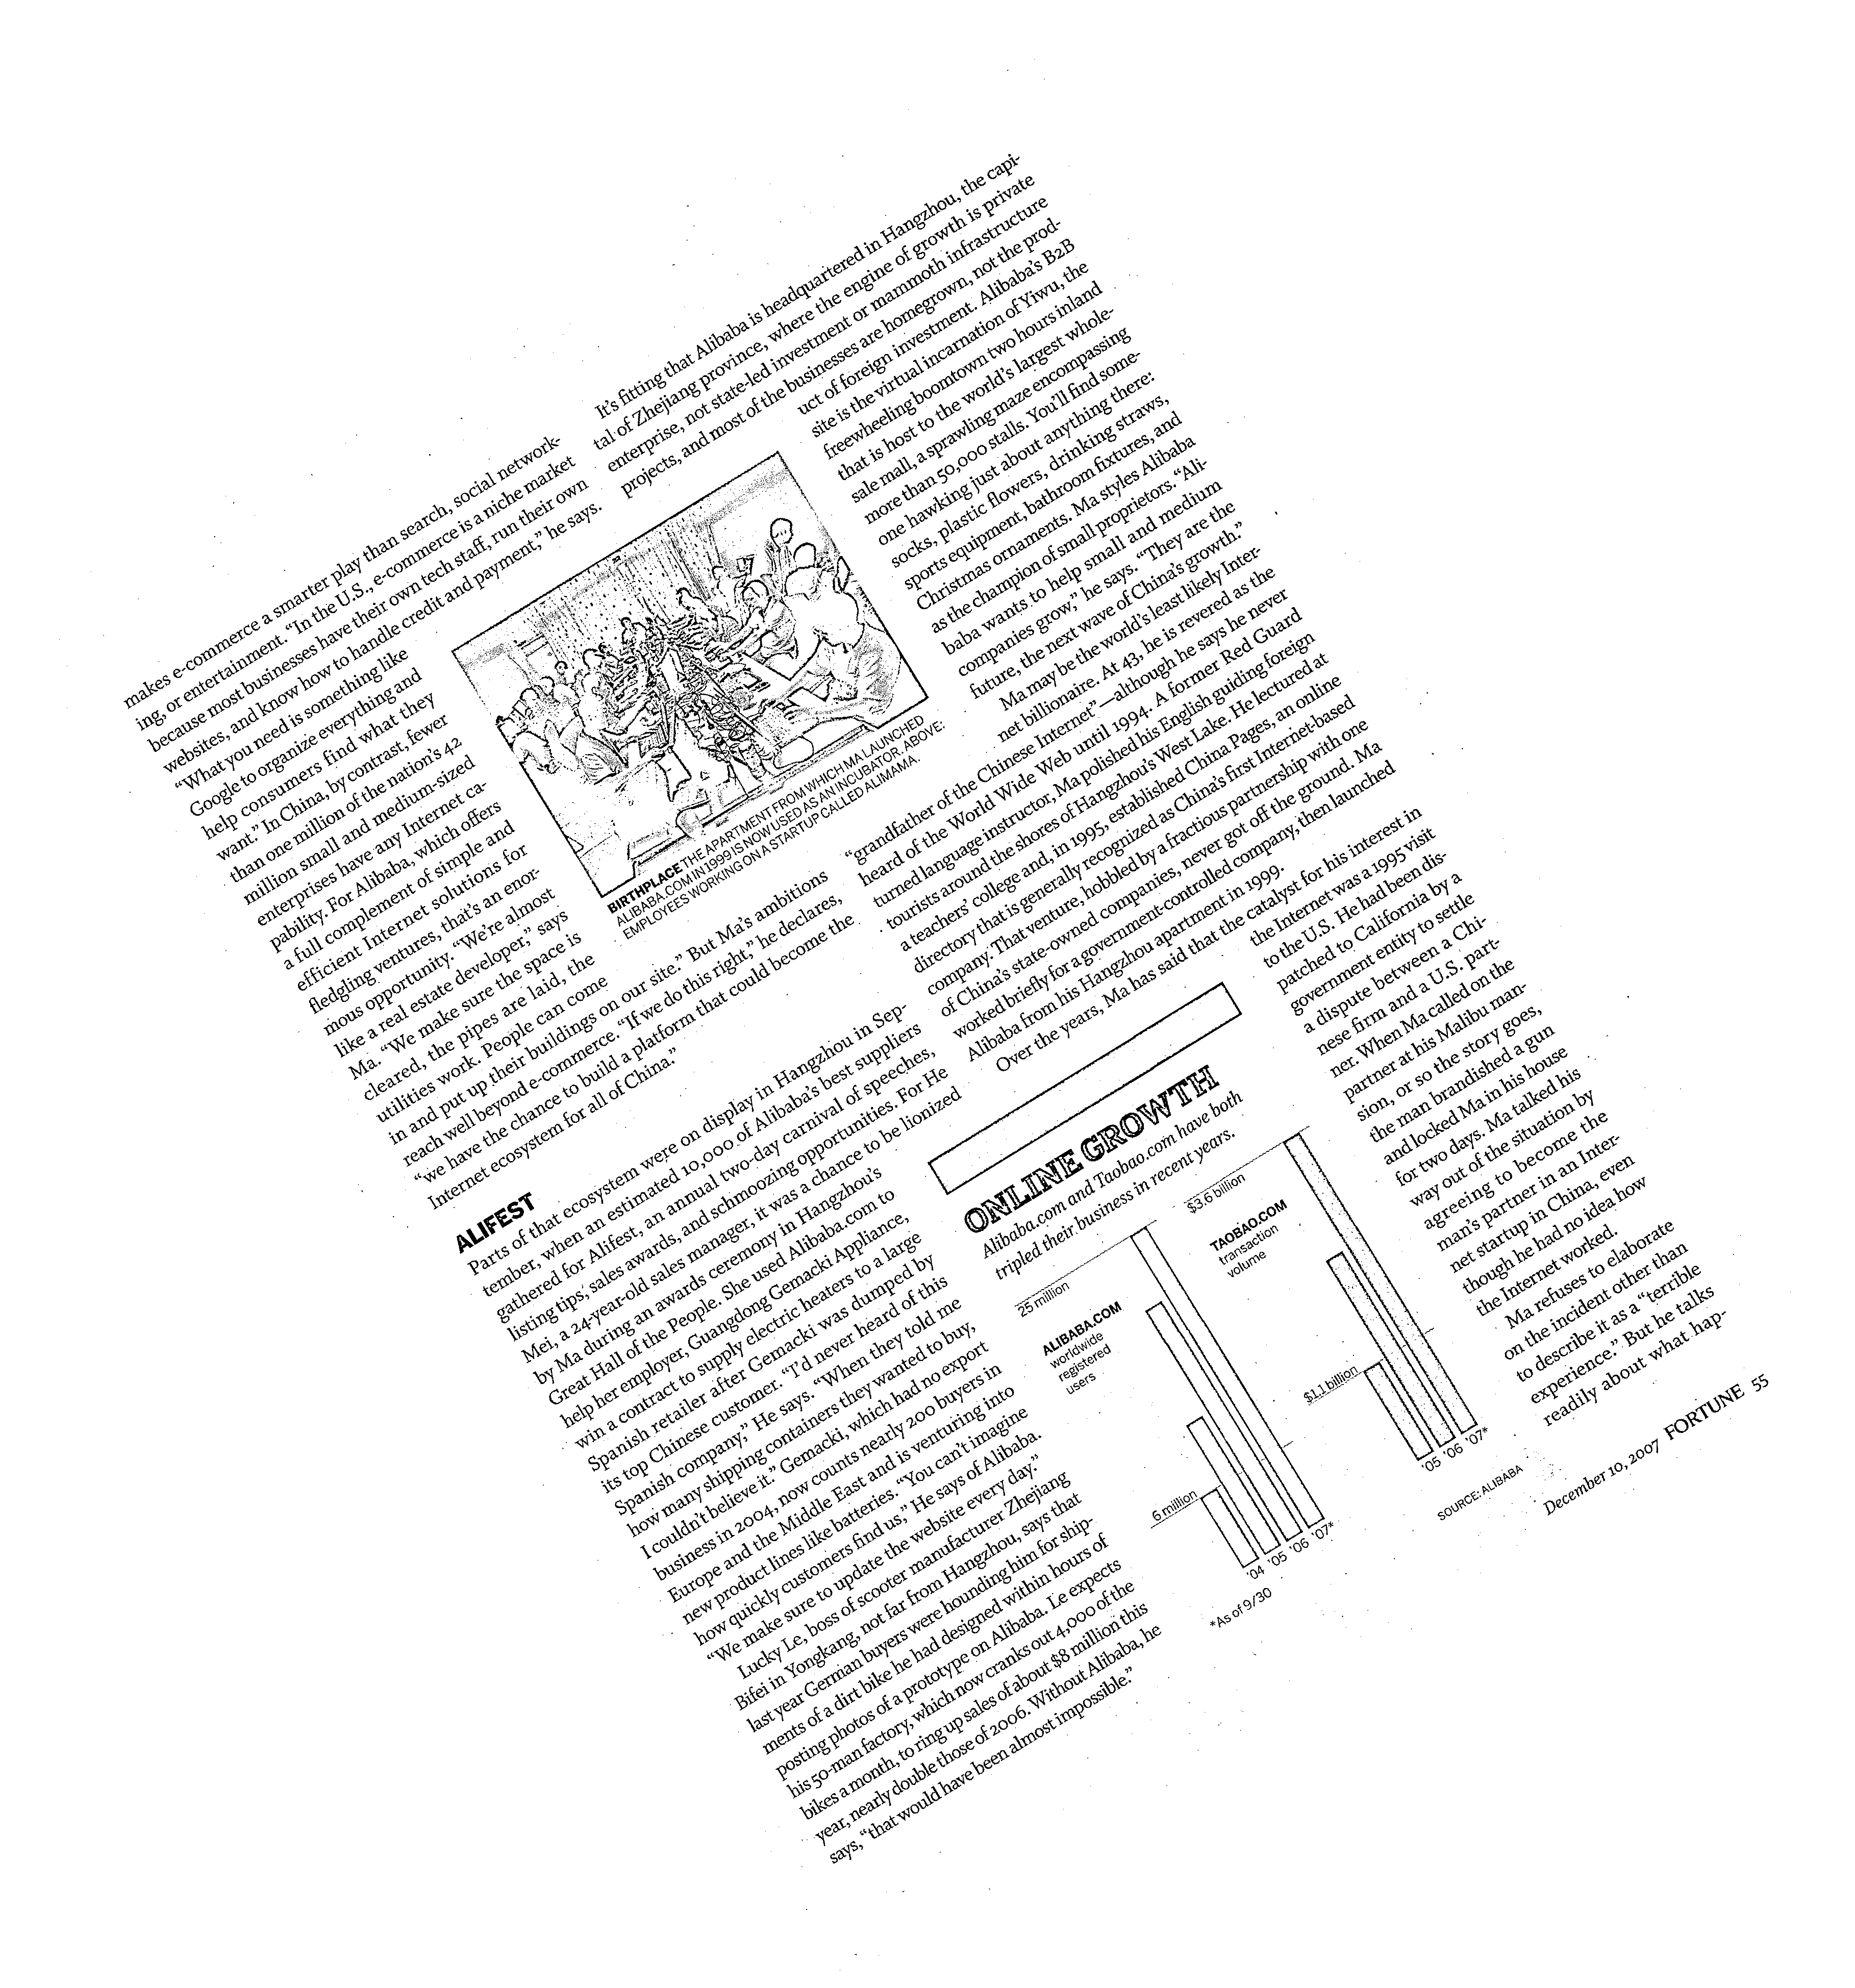 makes e-commerce a smarter play than search, social network-
ing, or entertainment. “In the U.S., e-commerce is a niche market
because most businesses have their own tech staff, run their own
websites, and know how to handle credit and payment,” he says.
“What you need is something like
Google to organize everything and
help consumers find what they
want.” In China, by contrast, fewer
than one million of the nation’s 42
million small and medium-sized
enterprises have any Internet ca-
pability. For Alibaba, which offers
a full complement of simple and
efficient Internet solutions for
fledgling ventures, that’s an enor-
mous opportunity. “We’re almost
like a real estate developer,” says
Ma. “We make sure the space is
cleared, the pipes are laid, the
utilities work. People can come
in and put up their buildings on our site.” But Ma’s ambitions
reach well beyond e-commerce. “If we do this right,” he declares,
“we have the chance to build a platform that could become the
Internet ecosystem for all of China.”
ALIFEST
Parts of that ecosystem were on display in Hangzhou in Sep-
tember, when an estimated 10,000 of Alibaba’s best suppliers
gathered for Alifest, an annual two-day carnival of speeches,
listing tips, sales awards, and schmoozing opportunities. For He
Mei, a 24-year-old sales manager, it was a chance to be lionized
by Ma during an awards ceremony in Hangzhou’s
Great Hall of the People. She used Alibaba.com to
help her employer, Guangdong Gemacki Appliance,
win a contract to supply electric heaters to a large
Spanish retailer after Gemacki was dumped by
its top Chinese customer. “I’d never heard of this
Spanish company,” He says. “When they told me
how many shipping containers they wanted to buy,
I couldn’t believe it.” Gemacki, which had no export
business in 2004, now counts nearly 200 buyers in
Europe and the Middle East and is venturing into
new product lines like batteries. “You can’t imagine
how quickly customers find us,” He says of Alibaba.
“We make sure to update the website every day.”
Lucky Le, boss of scooter manufacturer Zhejiang
Bifei in Yongkang, not far from Hangzhou, says that
last year German buyers were hounding him for ship-
ments of a dirt bike he had designed within hours of
posting photos of a prototype on Alibaba. Le expects
his 50-man factory, which now cranks out 4,000 of the
bikes a month, to ring up sales of about $8 million this
year, nearly double those of 2006. Without Alibaba, he
says, “that would have been almost impossible.”
BIRTHPLACE THE APARTMENT FROM WHICH MA LAUNCHED
ALIBABA.COM IN 1999 IS NOW USED AS AN INCUBATOR. ABOVE:
EMPLOYEES WORKING ON A STARTUP CALLED ALIMAMA.
It’s fitting that Alibaba is headquartered in Hangzhou, the capi-
tal of Zhejiang province, where the engine of growth is private
enterprise, not state-led investment or mammoth infrastructure
projects, and most of the businesses are homegrown, not the prod-
uct of foreign investment. Alibaba’s B2B
site is the virtual incarnation of Yiwu, the
freewheeling boomtown two hours inland
that is host to the world’s largest whole-
sale mall, a sprawling maze encompassing
more than 50,000 stalls. You’ll find some-
one hawking just about anything there:
socks, plastic flowers, drinking straws,
sports equipment, bathroom fixtures, and
Christmas ornaments. Ma styles Alibaba
as the champion of small proprietors. “Ali-
baba wants to help small and medium
companies grow,” he says. “They are the
future, the next wave of China’s growth.”
Ma may be the world’s least likely Inter-
net billionaire. At 43, he is revered as the
“grandfather of the Chinese Internet”—although he says he never
heard of the World Wide Web until 1994. A former Red Guard
turned language instructor, Ma polished his English guiding foreign
tourists around the shores of Hangzhou’s West Lake. He lectured at
a teachers’ college and, in 1995, established China Pages, an online
directory that is generally recognized as China’s first Internet-based
company. That venture, hobbled by a fractious partnership with one
of China’s state-owned companies, never got off the ground. Ma
worked briefly for a government-controlled company, then launched
Alibaba from his Hangzhou apartment in 1999.
Over the years, Ma has said that the catalyst for his interest in
the Internet was a 1995 visit
to the U.S. He had been dis-
patched to California by a
government entity to settle
a dispute between a Chi-
nese firm and a U.S. part-
ner. When Ma called on the
partner at his Malibu man-
sion, or so the story goes,
the man brandished a gun
and locked Ma in his house
for two days. Ma talked his
way out of the situation by
agreeing to become the
man’s partner in an Inter-
net startup in China, even
though he had no idea how
the Internet worked.
Ma refuses to elaborate
on the incident other than
to describe it as a “terrible
experience.” But he talks
readily about what hap-
ONLINE GROWTH
Alibaba.com and Taobao.com have both
tripled their business in recent years.
25 million
ALIBABA.COM
worldwide
registered
users
6 million
’04 ’05 ’06 ’07*
*As of 9/30
$3.6 billion
TAOBAO.COM
transaction
volume
$1.1 billion
’05 ’06 ’07*
SOURCE: ALIBABA
December 10, 2007 FORTUNE 55